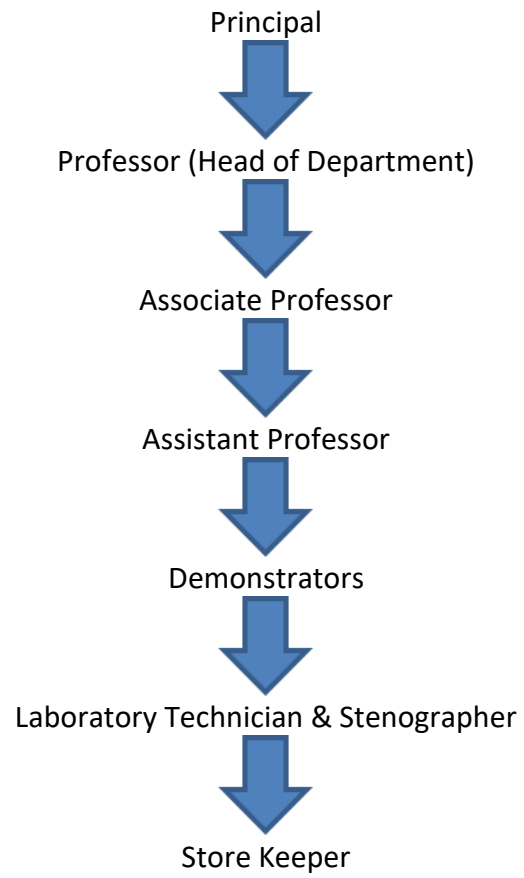 Principal
Professor (Head of Department)
Associate Professor
Assistant Professor
Demonstrators
Laboratory Technician & Stenographer
Store Keeper